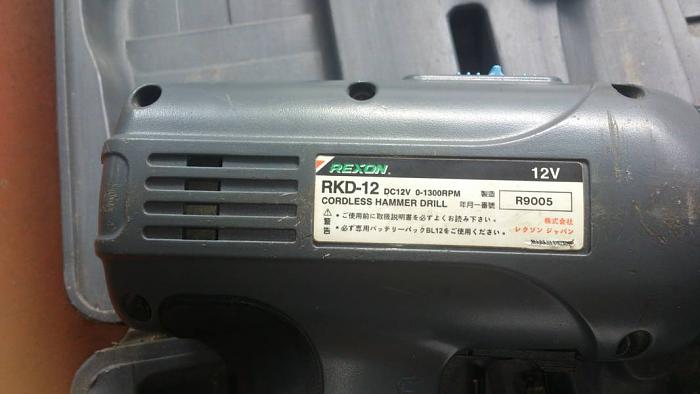 REXON.
12V
RKD-12 DC12V 0-1300RPM
CORDLESS HAMMER DRILL
製造
年月一番號
R9005
⚠警告
・ご使用前に取扱説明書を必ずよくお読み下さい。
・必ず専用バッテリーパックBL12をご使用ください。
株式会社
レクソン ジャパン